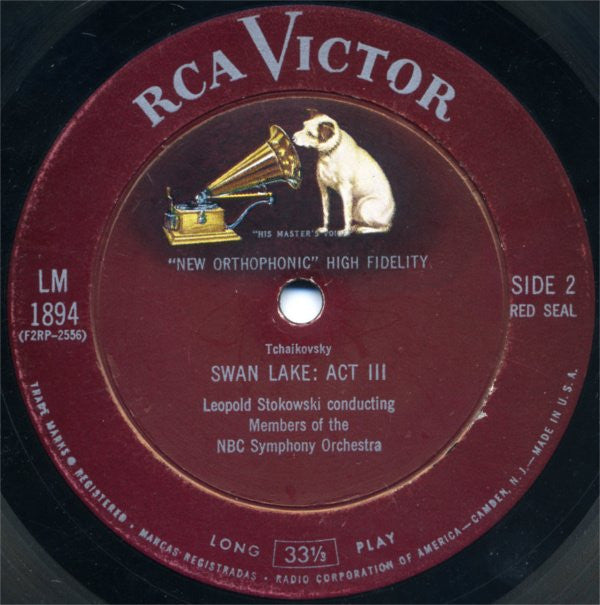 RCA VICTOR
"HIS MASTER'S VOICE"
"NEW ORTHOPHONIC" HIGH FIDELITY
LM
1894
(F2RP-2556)
SIDE 2
RED SEAL
Tchaikovsky
SWAN LAKE: ACT III
Leopold Stokowski conducting
Members of the
NBC Symphony Orchestra
LONG 33⅓ PLAY
TRADE MARKS ® REGISTERED • MARCAS REGISTRADAS • RADIO CORPORATION OF AMERICA—CAMDEN, N. J.—MADE IN U.S.A.